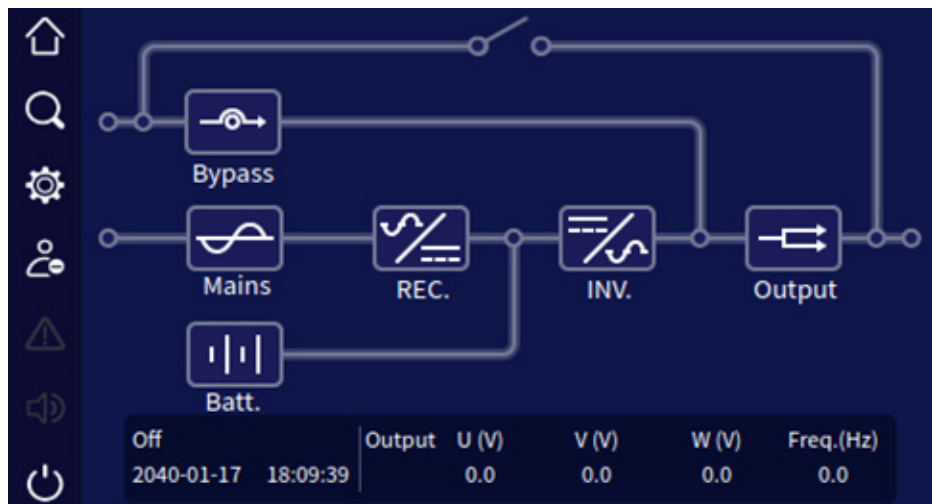 Bypass
Mains
REC.
INV.
Output
Batt.
Off Output U (V) V (V) W (V) Freq.(Hz)
2040-01-17 18:09:39 0.0 0.0 0.0 0.0